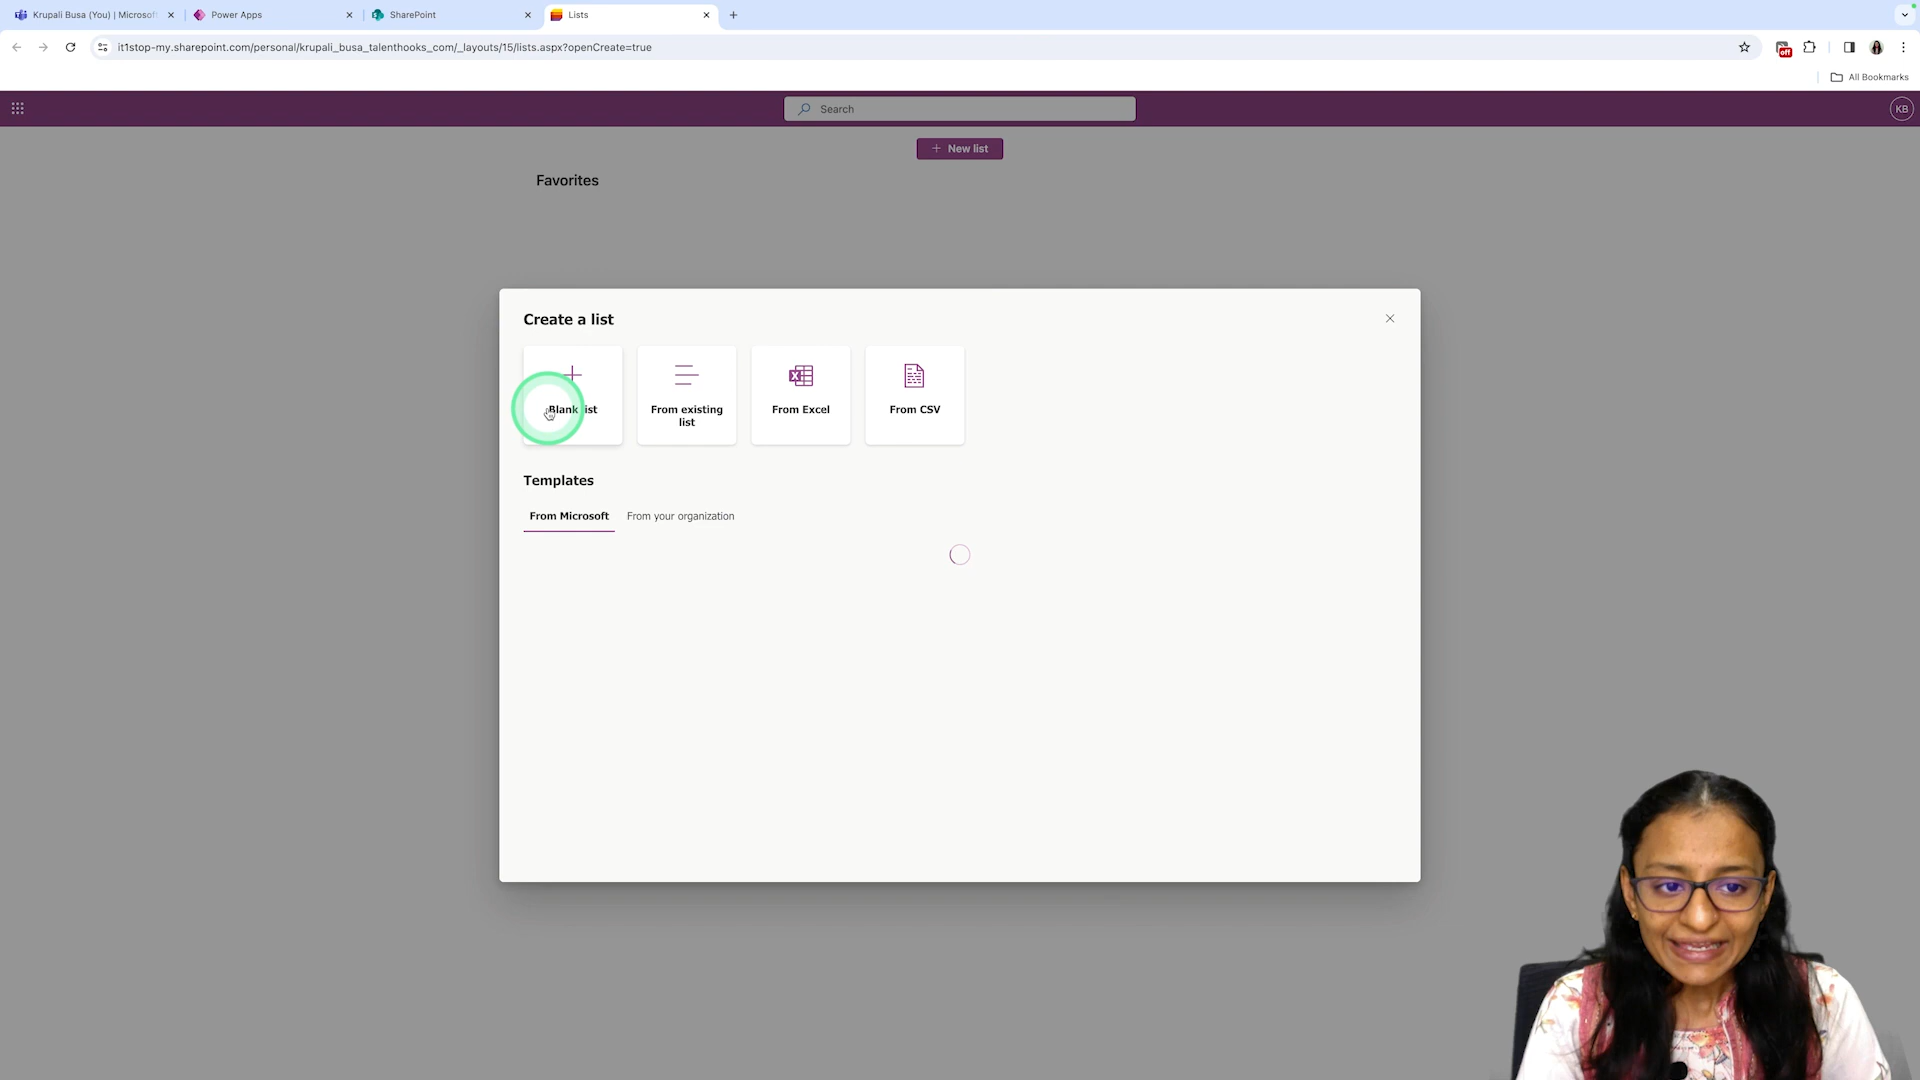 Krupali Busa (You) | Microsoft
Power Apps
SharePoint
Lists
it1stop-my.sharepoint.com/personal/krupali_busa_talenthooks_com/_layouts/15/lists.aspx?openCreate=true
off
All Bookmarks
Search
KB
New list
Favorites
Create a list
Blank list
From existing
list
From Excel
From CSV
Templates
From Microsoft
From your organization